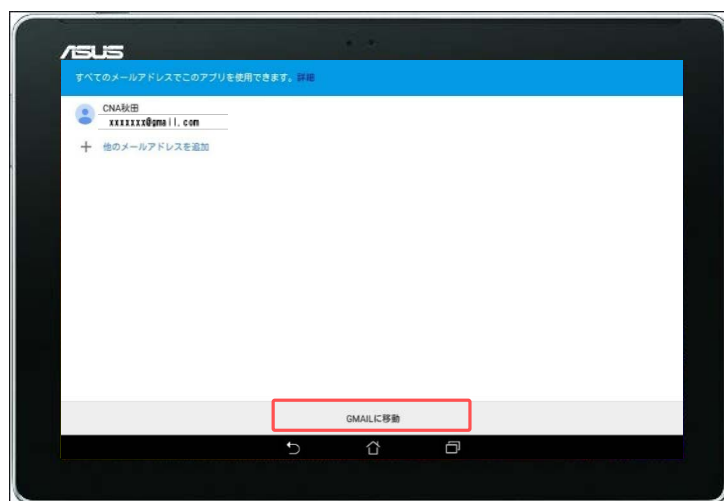 ASUS
すべてのメールアドレスでこのアプリを使用できます。詳細
CNA秋田
xxxxxxx@gmail.com
＋ 他のメールアドレスを追加
GMAILに移動